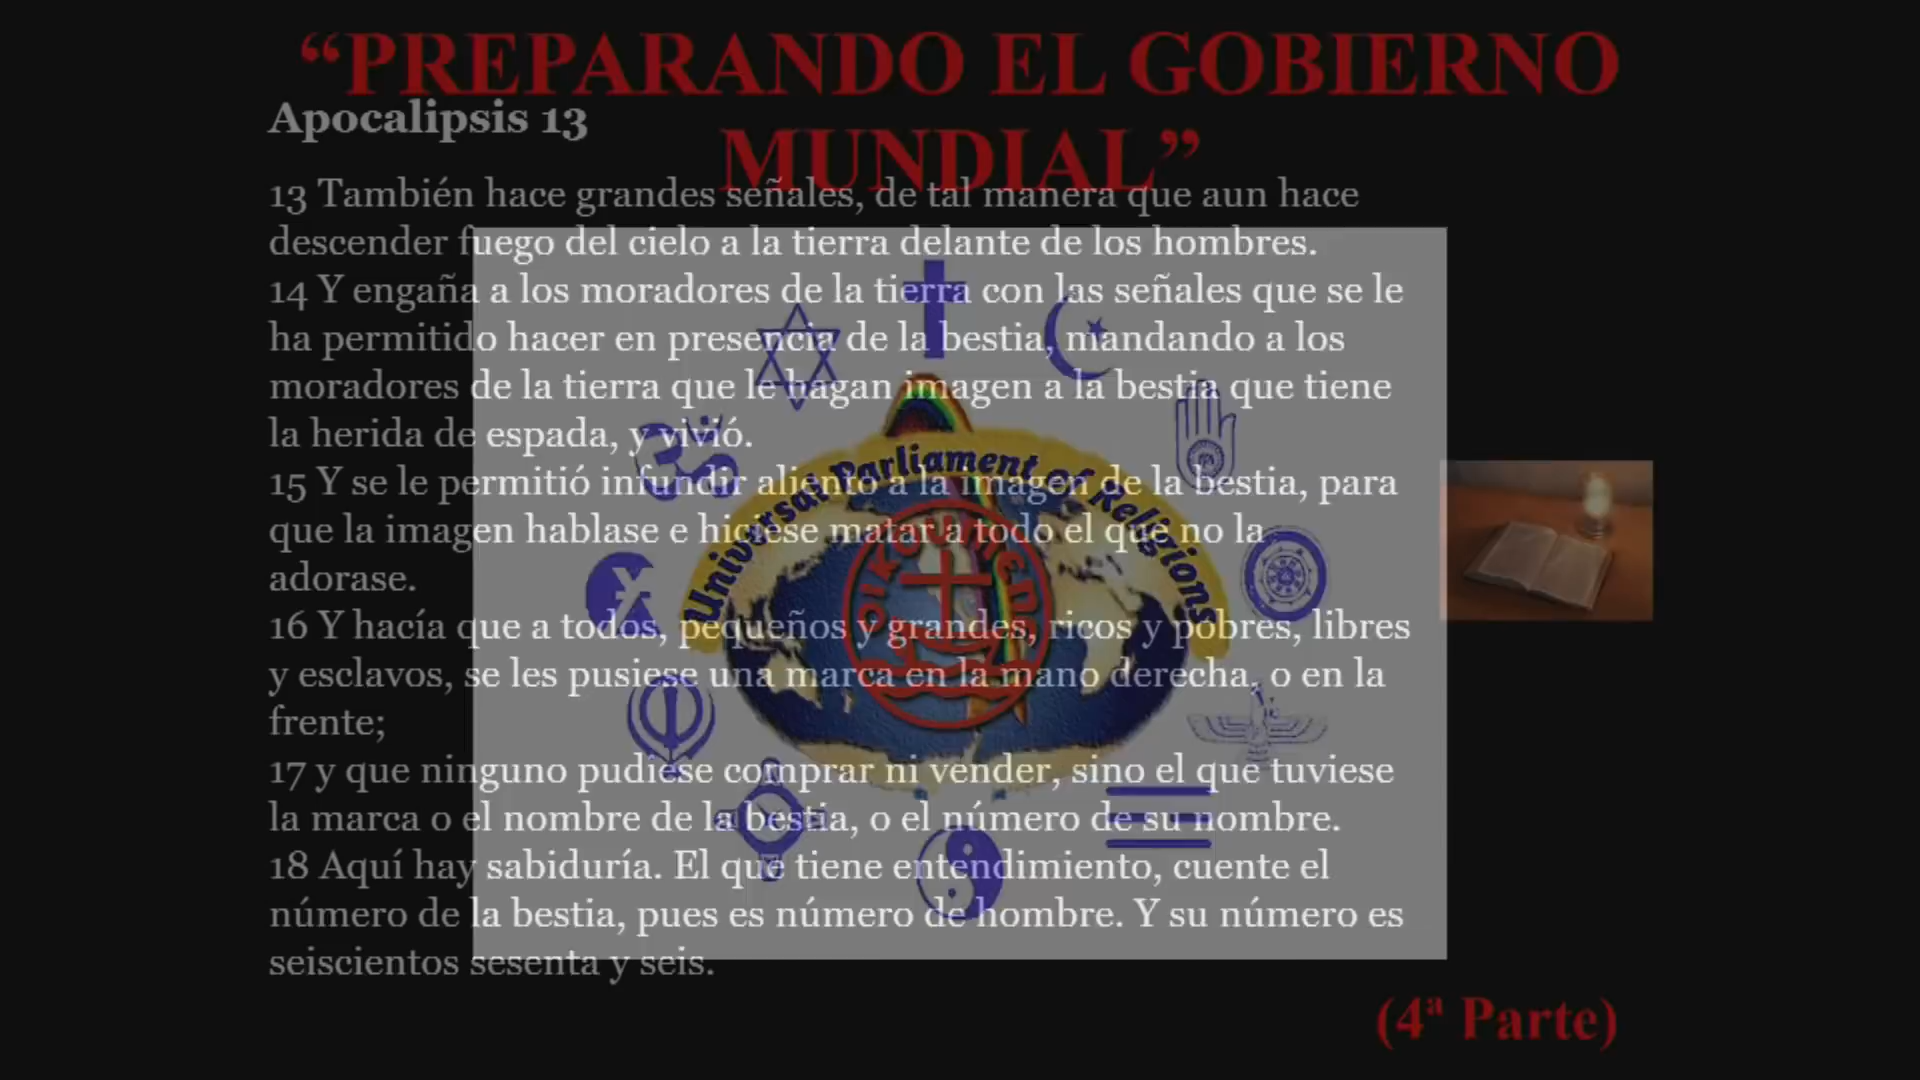 “PREPARANDO EL GOBIERNO
MUNDIAL”
Apocalipsis 13
13 También hace grandes señales, de tal manera que aun hace
descender fuego del cielo a la tierra delante de los hombres.
14 Y engaña a los moradores de la tierra con las señales que se le
ha permitido hacer en presencia de la bestia, mandando a los
moradores de la tierra que le hagan imagen a la bestia que tiene
la herida de espada, y vivió.
15 Y se le permitió infundir aliento a la imagen de la bestia, para
que la imagen hablase e hiciese matar a todo el que no la
adorase.
16 Y hacía que a todos, pequeños y grandes, ricos y pobres, libres
y esclavos, se les pusiese una marca en la mano derecha, o en la
frente;
17 y que ninguno pudiese comprar ni vender, sino el que tuviese
la marca o el nombre de la bestia, o el número de su nombre.
18 Aquí hay sabiduría. El que tiene entendimiento, cuente el
número de la bestia, pues es número de hombre. Y su número es
seiscientos sesenta y seis.
Universal Parliament of Religions
OIKOUMENE
(4ª Parte)